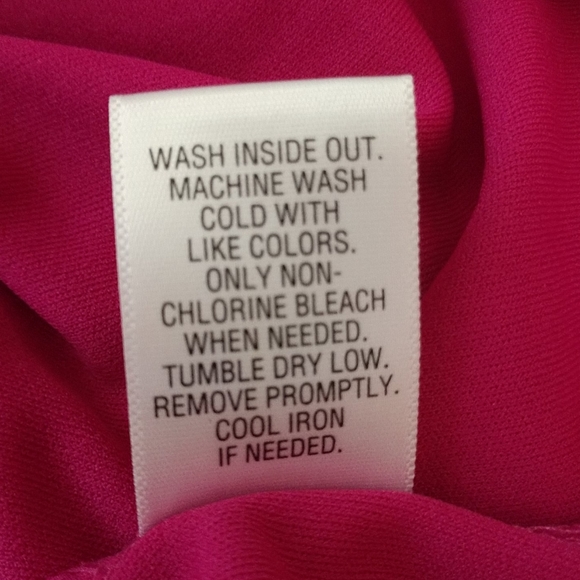 WASH INSIDE OUT.
MACHINE WASH
COLD WITH
LIKE COLORS.
ONLY NON-
CHLORINE BLEACH
WHEN NEEDED.
TUMBLE DRY LOW.
REMOVE PROMPTLY.
COOL IRON
IF NEEDED.